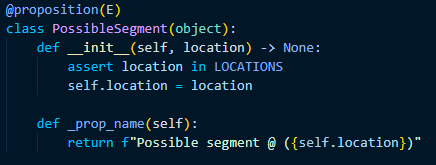 @proposition(E)
class PossibleSegment(object):
    def __init__(self, location) -> None:
        assert location in LOCATIONS
        self.location = location

    def _prop_name(self):
        return f"Possible segment @ ({self.location})"